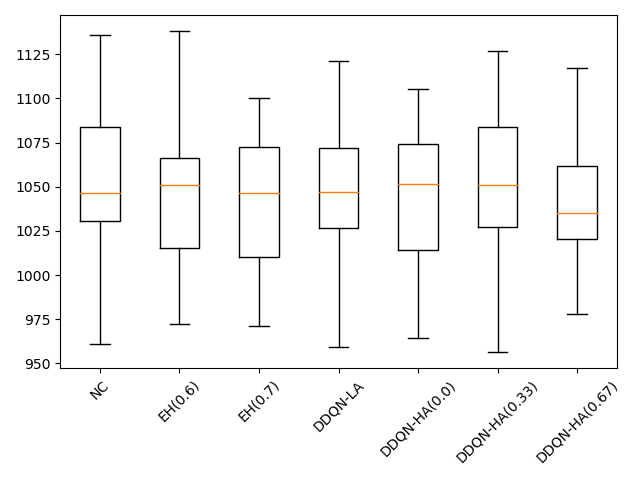 1125
1100
1075
1050
1025
1000
975
950
NC
EH(0.6)
EH(0.7)
DDQN-LA
DDQN-HA(0.0)
DDQN-HA(0.33)
DDQN-HA(0.67)